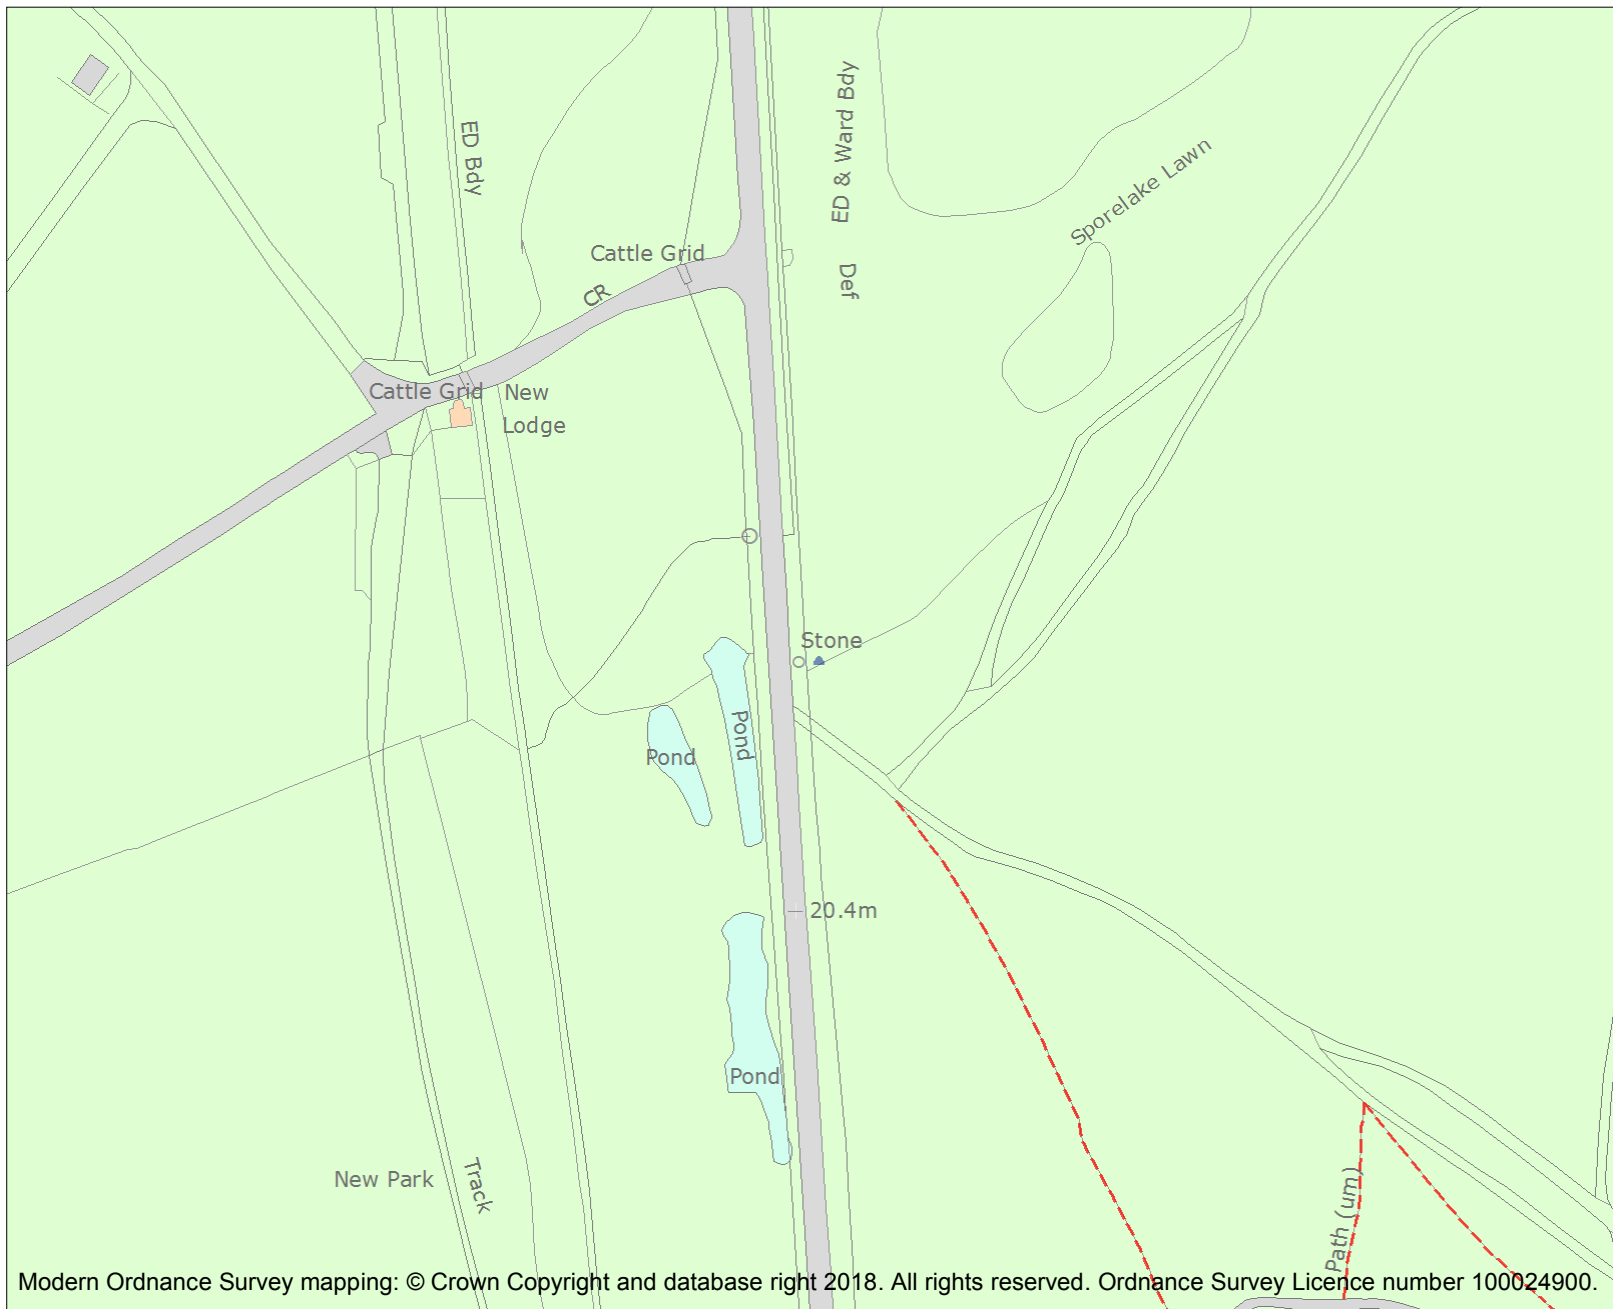 ED Bdy
ED & Ward Bdy
Sporelake Lawn
Cattle Grid
Def
CR
Cattle Grid
New
Lodge
Stone
Pond
Pond
20.4m
Pond
New Park
Track
Path (um)
Modern Ordnance Survey mapping: © Crown Copyright and database right 2018. All rights reserved. Ordnance Survey Licence number 100024900.